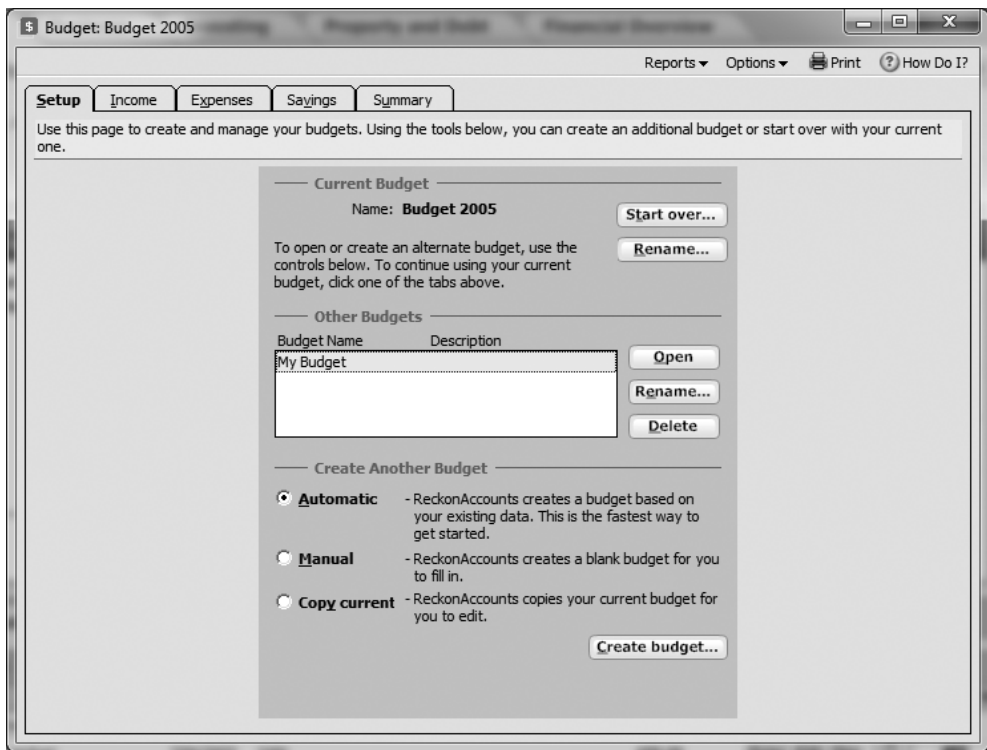 Property and Debt Financial Overview
Budget: Budget 2005
Reports Options Print ? How Do I?
Setup Income Expenses Savings Summary
Use this page to create and manage your budgets. Using the tools below, you can create an additional budget or start over with your current
one.
Current Budget
Name: Budget 2005
Start over...
Rename...
To open or create an alternate budget, use the
controls below. To continue using your current
budget, click one of the tabs above.
Other Budgets
Budget Name Description
My Budget
Open
Rename...
Delete
Create Another Budget
Automatic - ReckonAccounts creates a budget based on
your existing data. This is the fastest way to
get started.
Manual - ReckonAccounts creates a blank budget for you
to fill in.
Copy current - ReckonAccounts copies your current budget for
you to edit.
Create budget...